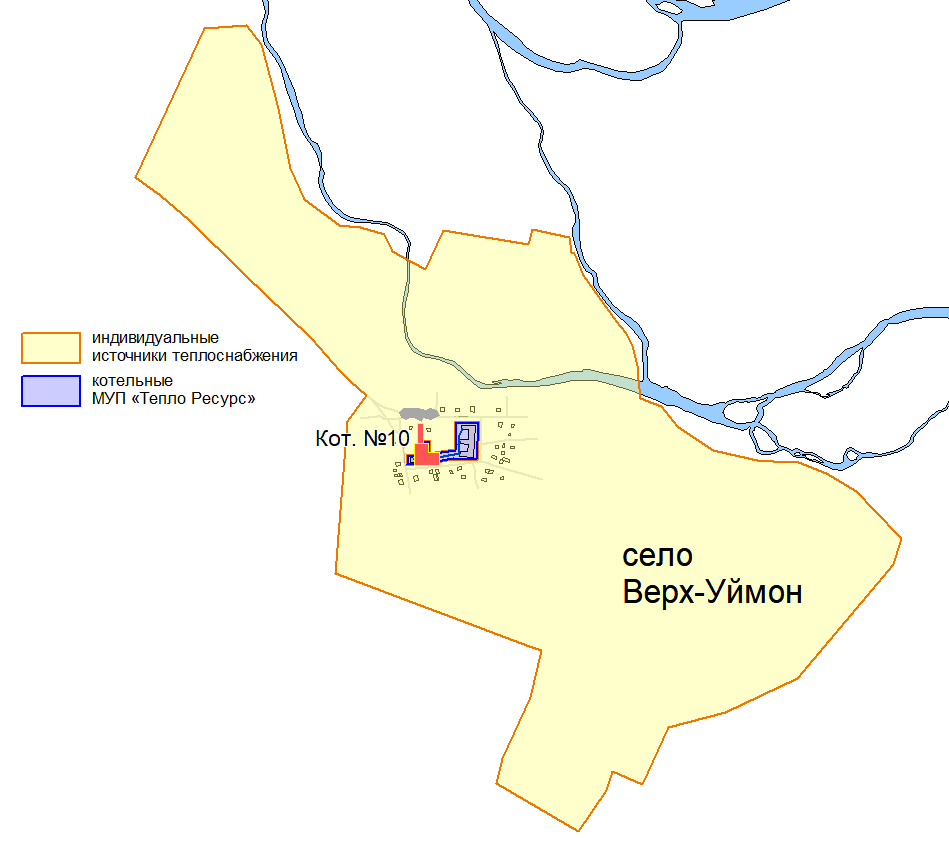 индивидуальные
источники теплоснабжения
котельные
МУП «Тепло Ресурс»
Кот. №10
село
Верх-Уймон